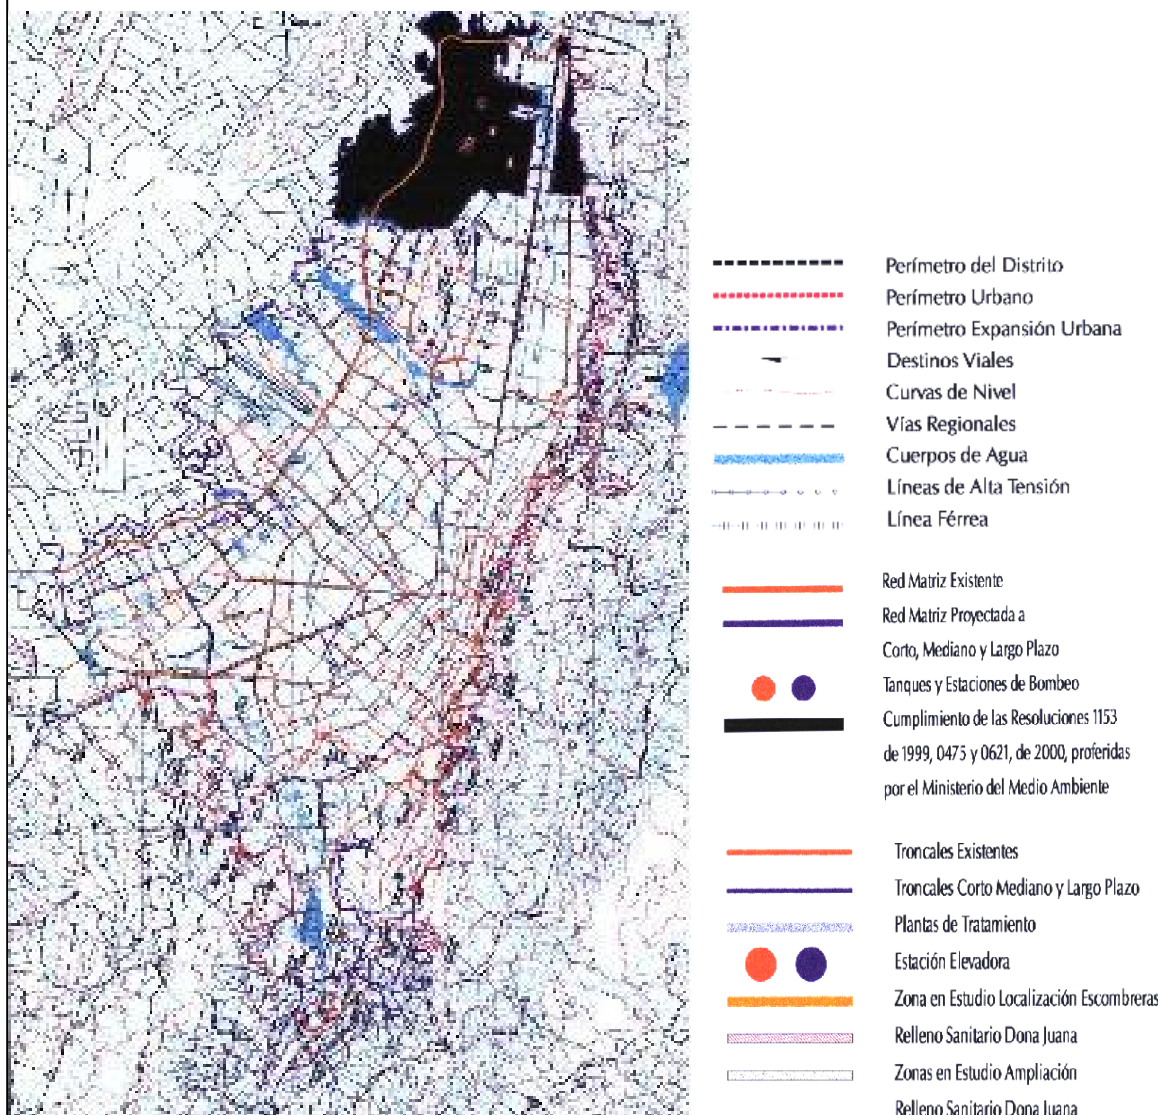 Perímetro del Distrito
Perímetro Urbano
Perímetro Expansión Urbana
Destinos Viales
Curvas de Nivel
Vías Regionales
Cuerpos de Agua
Líneas de Alta Tensión
Línea Férrea
Red Matriz Existente
Red Matriz Proyectada a
Corto, Mediano y Largo Plazo
Tanques y Estaciones de Bombeo
Cumplimiento de las Resoluciones 1153
de 1999, 0475 y 0621, de 2000, proferidas
por el Ministerio del Medio Ambiente
Troncales Existentes
Troncales Corto Mediano y Largo Plazo
Plantas de Tratamiento
Estación Elevadora
Zona en Estudio Localización Escombreras
Relleno Sanitario Dona Juana
Zonas en Estudio Ampliación
Relleno Sanitario Dona Juana